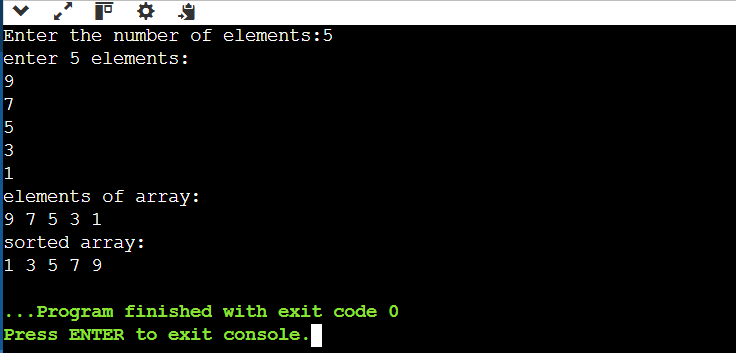 Enter the number of elements:5
enter 5 elements:
9
7
5
3
1
elements of array:
9 7 5 3 1
sorted array:
1 3 5 7 9
...Program finished with exit code 0
Press ENTER to exit console.